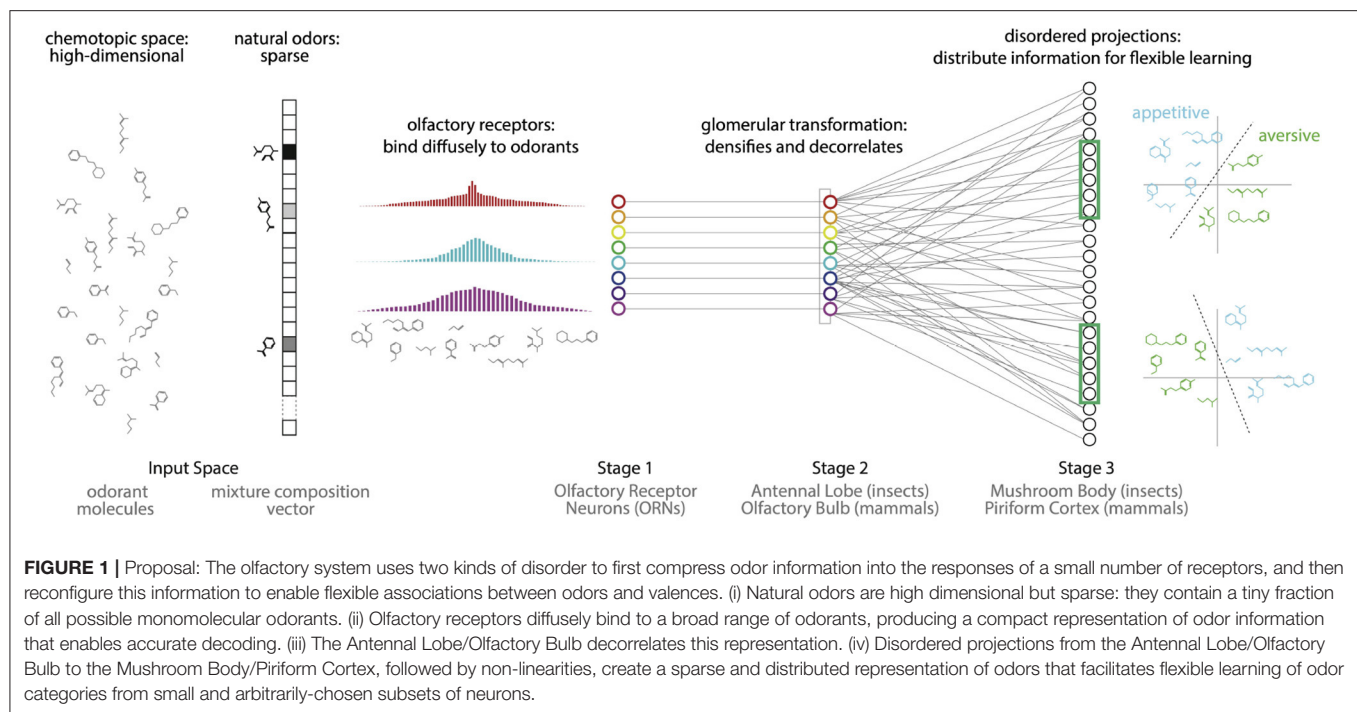 chemotopic space:
high-dimensional
natural odors:
sparse
olfactory receptors:
bind diffusely to odorants
glomerular transformation:
densifies and decorrelates
disordered projections:
distribute information for flexible learning
appetitive
aversive
Input Space
odorant
molecules
mixture composition
vector
Stage 1
Olfactory Receptor
Neurons (ORNs)
Stage 2
Antennal Lobe (insects)
Olfactory Bulb (mammals)
Stage 3
Mushroom Body (insects)
Piriform Cortex (mammals)
FIGURE 1 | Proposal: The olfactory system uses two kinds of disorder to first compress odor information into the responses of a small number of receptors, and then
reconfigure this information to enable flexible associations between odors and valences. (i) Natural odors are high dimensional but sparse: they contain a tiny fraction
of all possible monomolecular odorants. (ii) Olfactory receptors diffusely bind to a broad range of odorants, producing a compact representation of odor information
that enables accurate decoding. (iii) The Antennal Lobe/Olfactory Bulb decorrelates this representation. (iv) Disordered projections from the Antennal Lobe/Olfactory
Bulb to the Mushroom Body/Piriform Cortex, followed by non-linearities, create a sparse and distributed representation of odors that facilitates flexible learning of odor
categories from small and arbitrarily-chosen subsets of neurons.